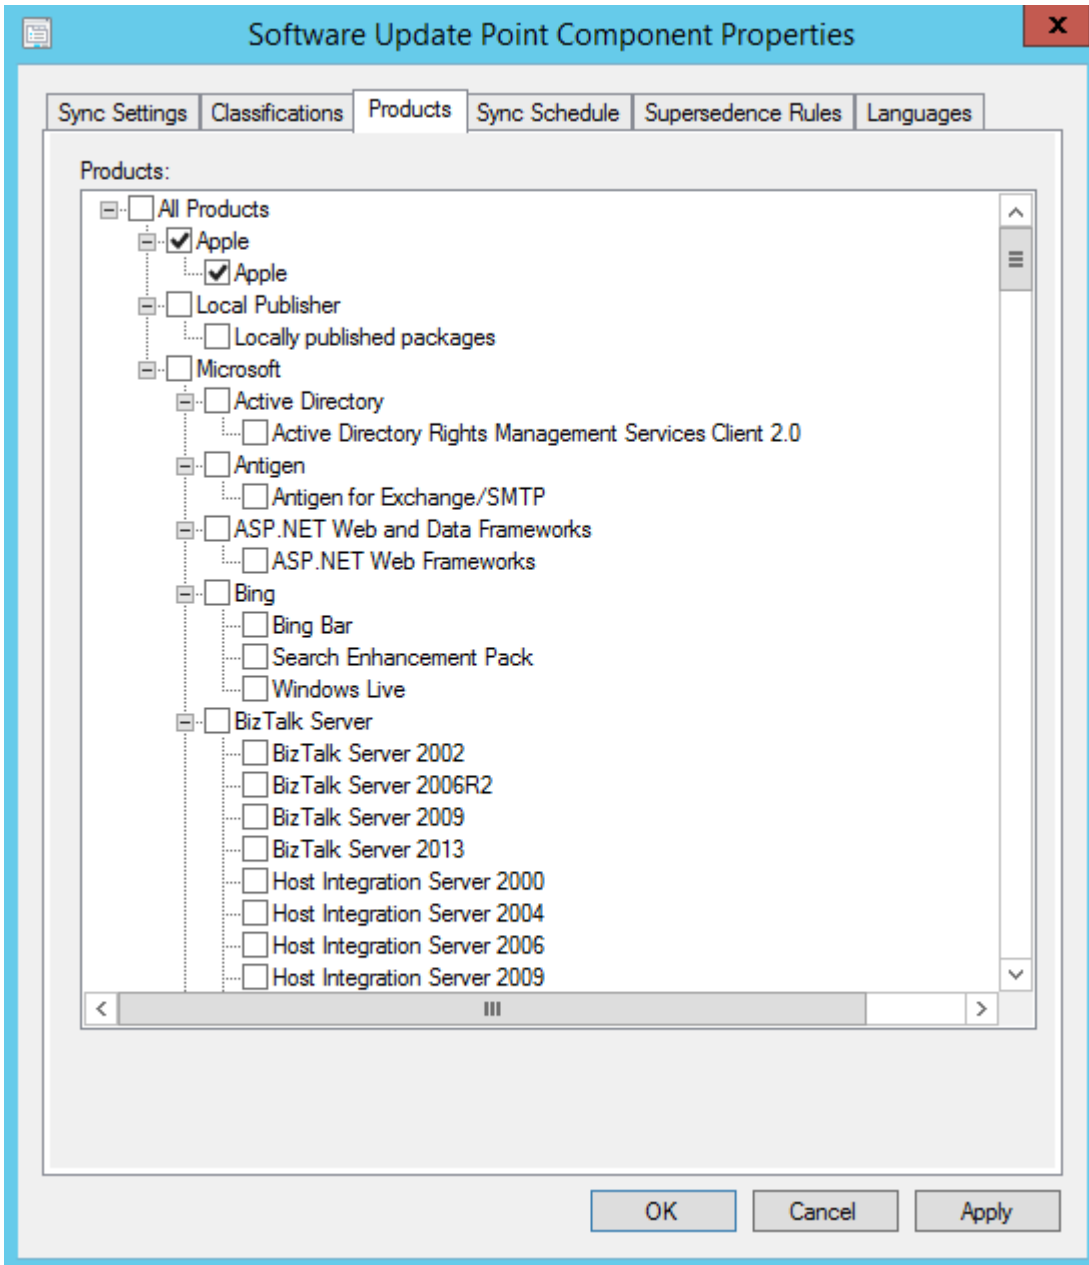 Software Update Point Component Properties
x
Sync Settings Classifications Products Sync Schedule Supersedence Rules Languages
Products:
All Products
Apple
Apple
Local Publisher
Locally published packages
Microsoft
Active Directory
Active Directory Rights Management Services Client 2.0
Antigen
Antigen for Exchange/SMTP
ASP.NET Web and Data Frameworks
ASP.NET Web Frameworks
Bing
Bing Bar
Search Enhancement Pack
Windows Live
BizTalk Server
BizTalk Server 2002
BizTalk Server 2006R2
BizTalk Server 2009
BizTalk Server 2013
Host Integration Server 2000
Host Integration Server 2004
Host Integration Server 2006
Host Integration Server 2009
OK Cancel Apply